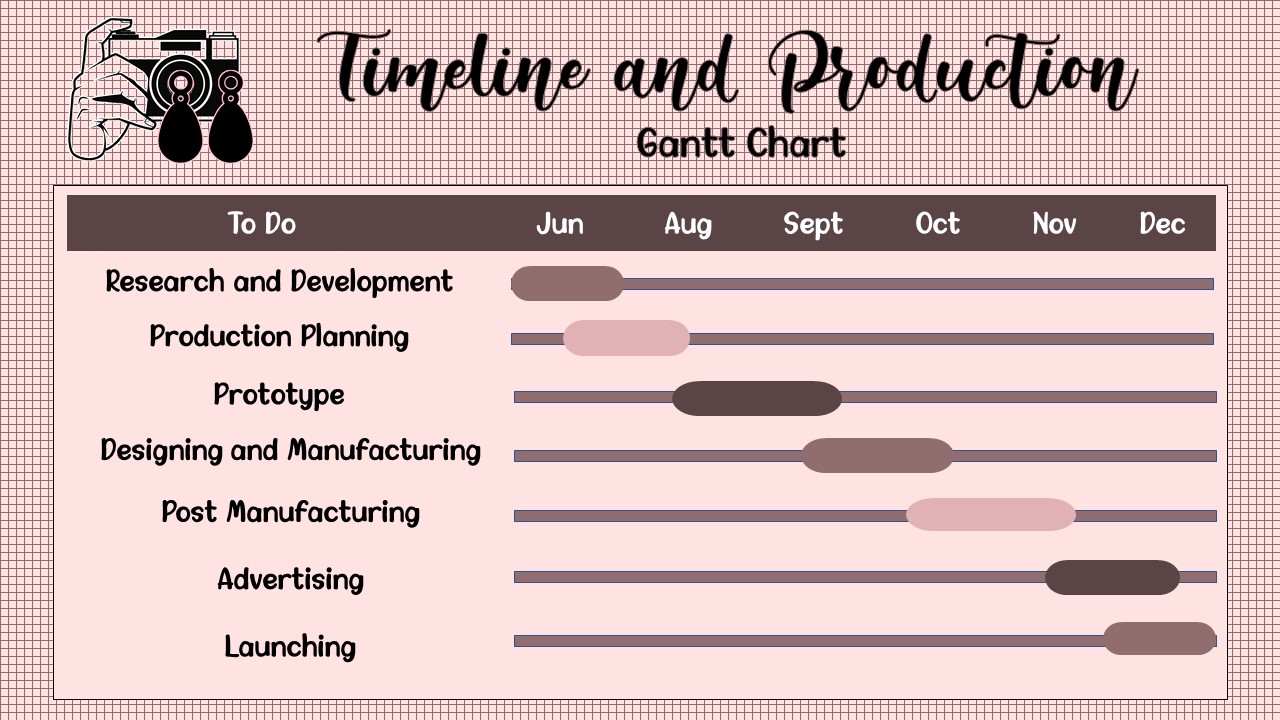 Timeline and Production
Gantt Chart
To Do Jun Aug Sept Oct Nov Dec
Research and Development
Production Planning
Prototype
Designing and Manufacturing
Post Manufacturing
Advertising
Launching